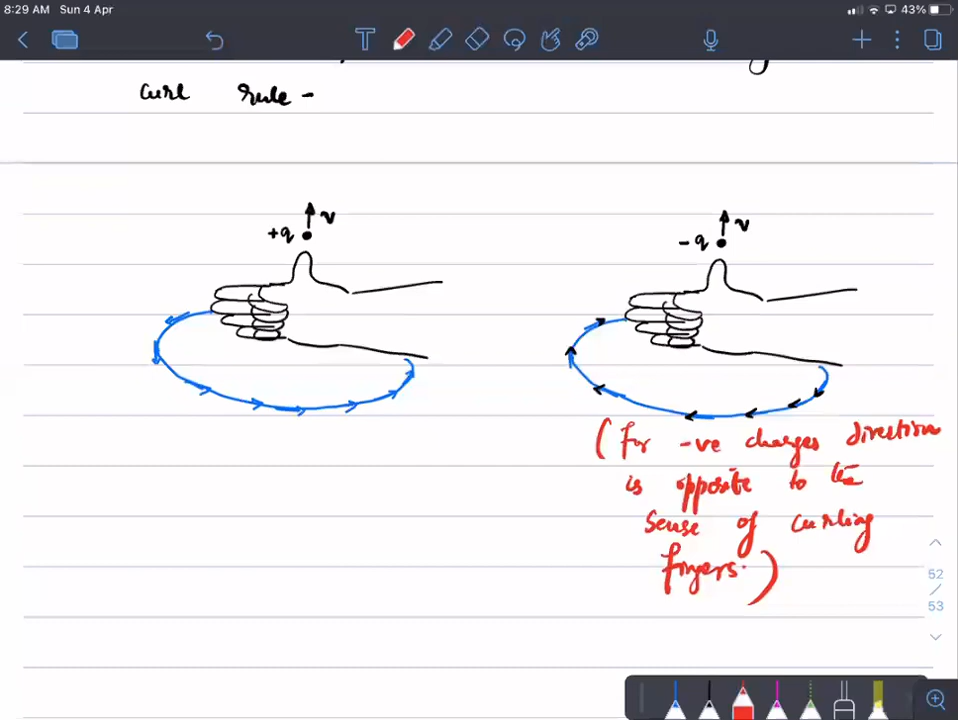 8:29 AM Sun 4 Apr
43%
T
curl rule -
+q v
-q v
(for -ve charges direction
is opposite to the
sense of curling
fingers.)
52
/
53